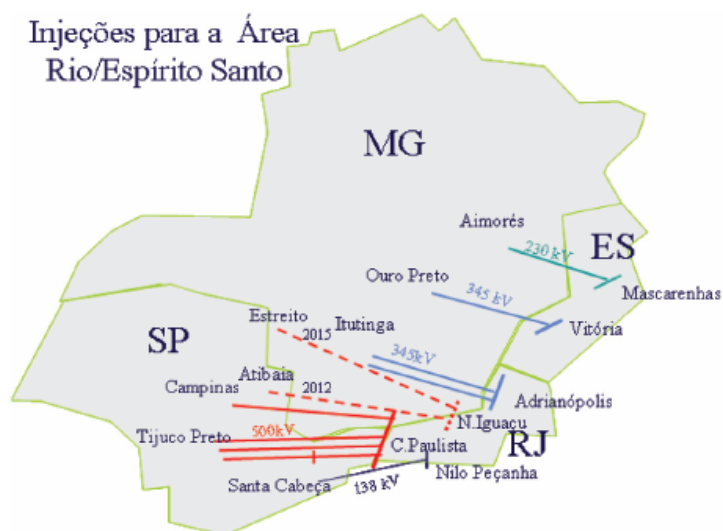 Injeções para a Área
Rio/Espírito Santo
MG
Aimorés
230 kV
ES
Ouro Preto
345 kV
Mascarenhas
Vitória
Estreito
2015
Itutinga
SP
345kV
Atibaia
2012
Campinas
Adrianópolis
N.Iguaçu
500kV
Tijuco Preto
C.Paulista
RJ
Santa Cabeça
138 kV
Nilo Peçanha